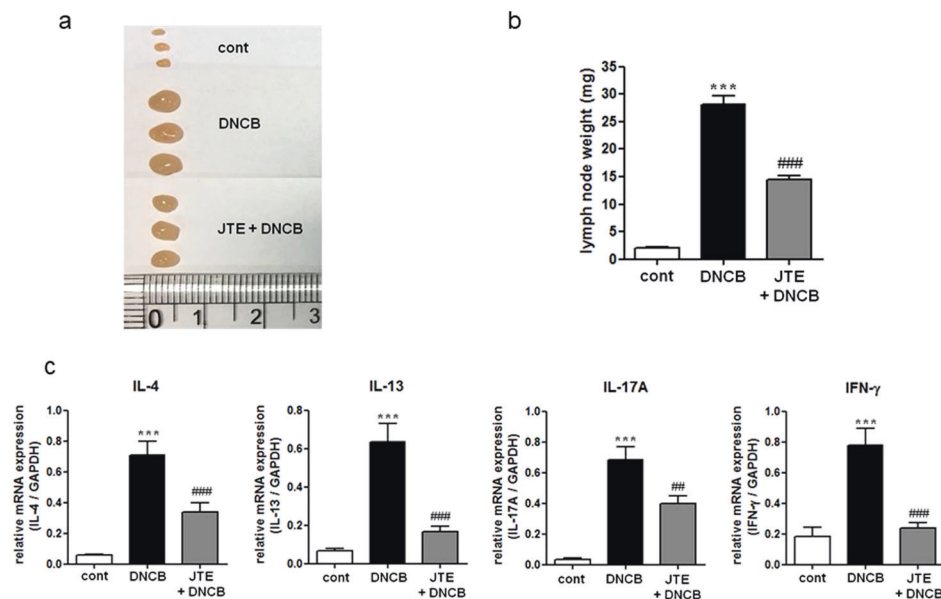 a
cont
DNCB
JTE + DNCB
0 1 2 3
b
lymph node weight (mg)
35
30
25
20
15
10
5
0
***
###
cont
DNCB
JTE
+ DNCB
c
IL-4
relative mRNA expression
(IL-4 / GAPDH)
1.0
0.8
0.6
0.4
0.2
0.0
***
###
cont
DNCB
JTE
+ DNCB
IL-13
relative mRNA expression
(IL-13 / GAPDH)
0.8
0.6
0.4
0.2
0.0
***
###
cont
DNCB
JTE
+ DNCB
IL-17A
relative mRNA expression
(IL-17A / GAPDH)
1.0
0.8
0.6
0.4
0.2
0.0
***
##
cont
DNCB
JTE
+ DNCB
IFN-γ
relative mRNA expression
(IFN-γ / GAPDH)
1.0
0.8
0.6
0.4
0.2
0.0
***
###
cont
DNCB
JTE
+ DNCB